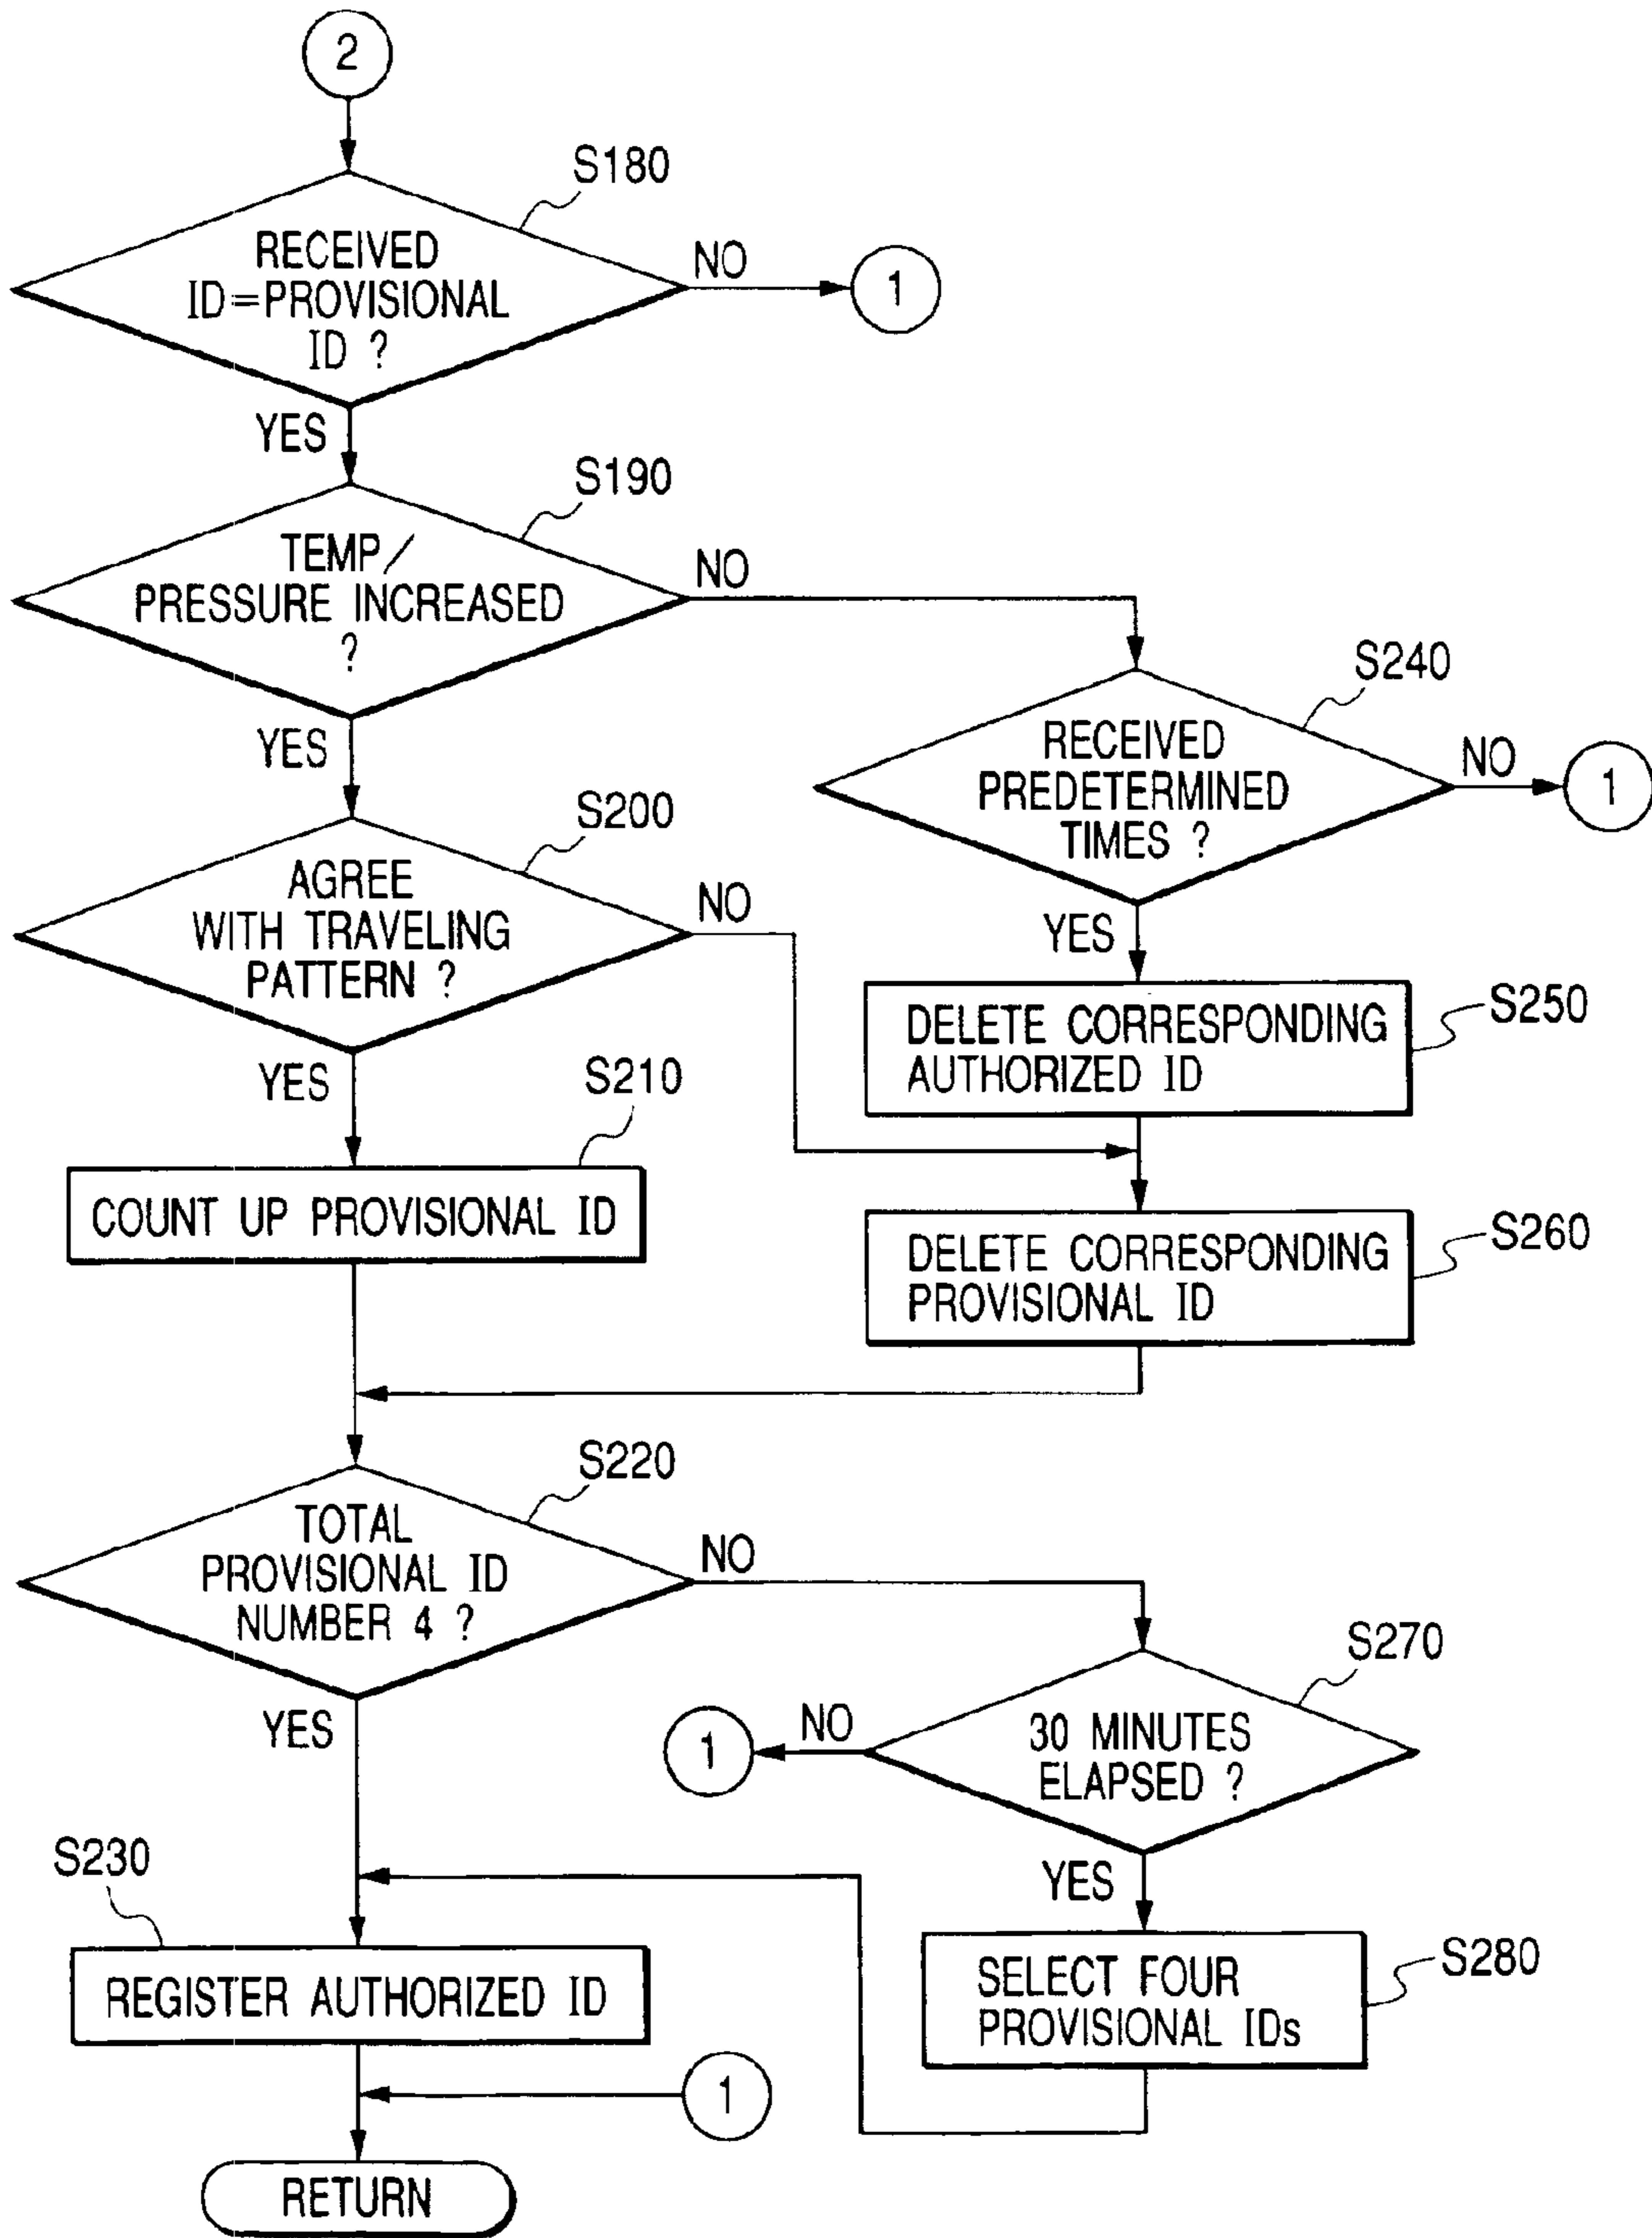 2
S180
RECEIVED
ID=PROVISIONAL
ID ?
NO
1
YES
S190
TEMP/
PRESSURE INCREASED
?
NO
YES
S240
RECEIVED
PREDETERMINED
TIMES ?
NO
1
YES
S200
AGREE
WITH TRAVELING
PATTERN ?
NO
YES
S250
DELETE CORRESPONDING
AUTHORIZED ID
S210
COUNT UP PROVISIONAL ID
S260
DELETE CORRESPONDING
PROVISIONAL ID
S220
TOTAL
PROVISIONAL ID
NUMBER 4 ?
NO
YES
S270
30 MINUTES
ELAPSED ?
NO
1
YES
S230
REGISTER AUTHORIZED ID
S280
SELECT FOUR
PROVISIONAL IDs
1
RETURN